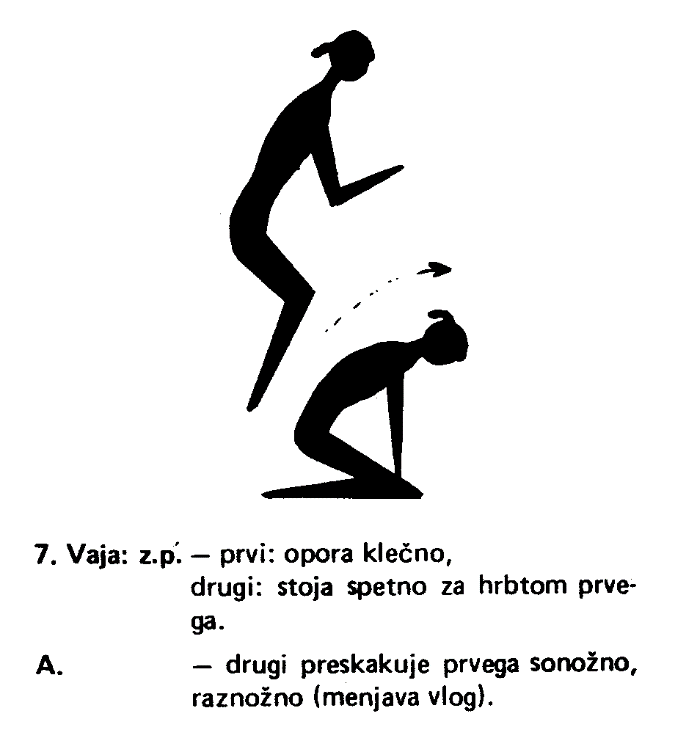 7. Vaja: z.p. — prvi: opora klečno,
drugi: stoja spetno za hrbtom prve-
ga.
A. — drugi preskakuje prvega sonožno,
raznožno (menjava vlog).